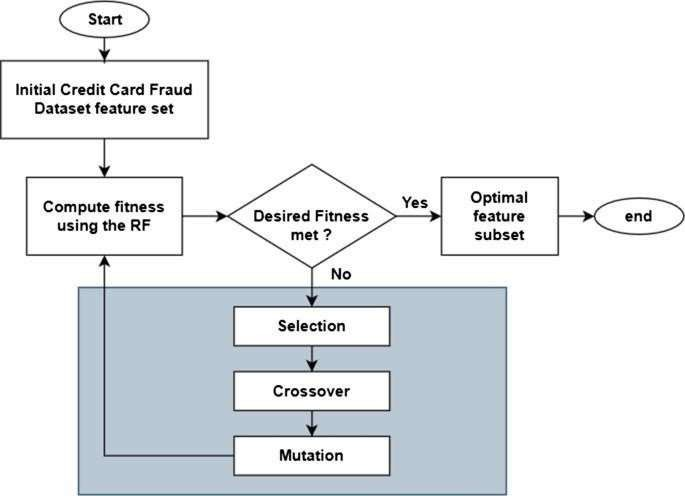 Start
Initial Credit Card Fraud
Dataset feature set
Compute fitness
using the RF
Desired Fitness
met ?
Yes
Optimal
feature
subset
end
No
Selection
Crossover
Mutation